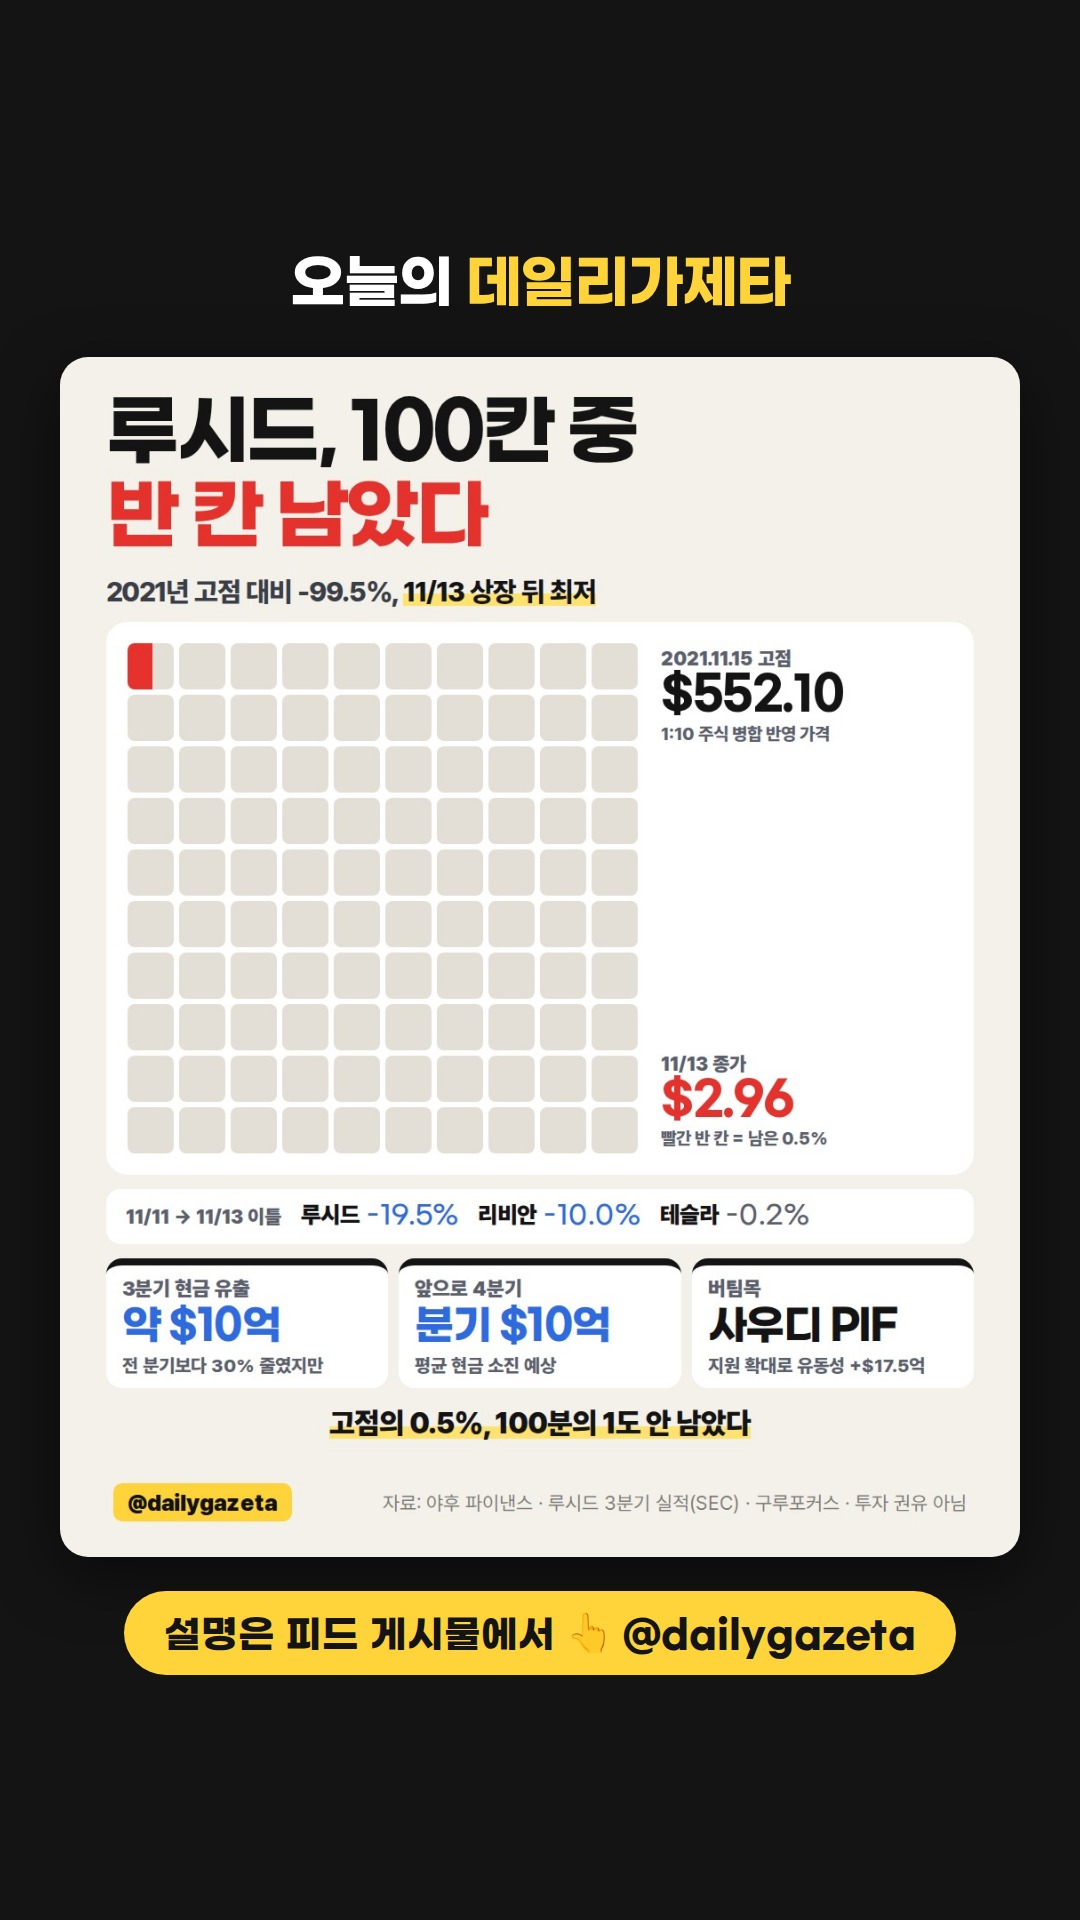 오늘의 데일리가제타
루시드, 100칸 중
반 칸 남았다
2021년 고점 대비 -99.5%, 11/13 상장 뒤 최저
2021.11.15 고점
$552.10
1:10 주식 병합 반영 가격
11/13 종가
$2.96
빨간 반 칸 = 남은 0.5%
11/11 → 11/13 이틀 루시드 -19.5% 리비안 -10.0% 테슬라 -0.2%
3분기 현금 유출
약 $10억
전 분기보다 30% 줄였지만
앞으로 4분기
분기 $10억
평균 현금 소진 예상
버팀목
사우디 PIF
지원 확대로 유동성 +$17.5억
고점의 0.5%, 100분의 1도 안 남았다
@dailygazeta
자료: 야후 파이낸스 · 루시드 3분기 실적(SEC) · 구루포커스 · 투자 권유 아님
설명은 피드 게시물에서 👆 @dailygazeta